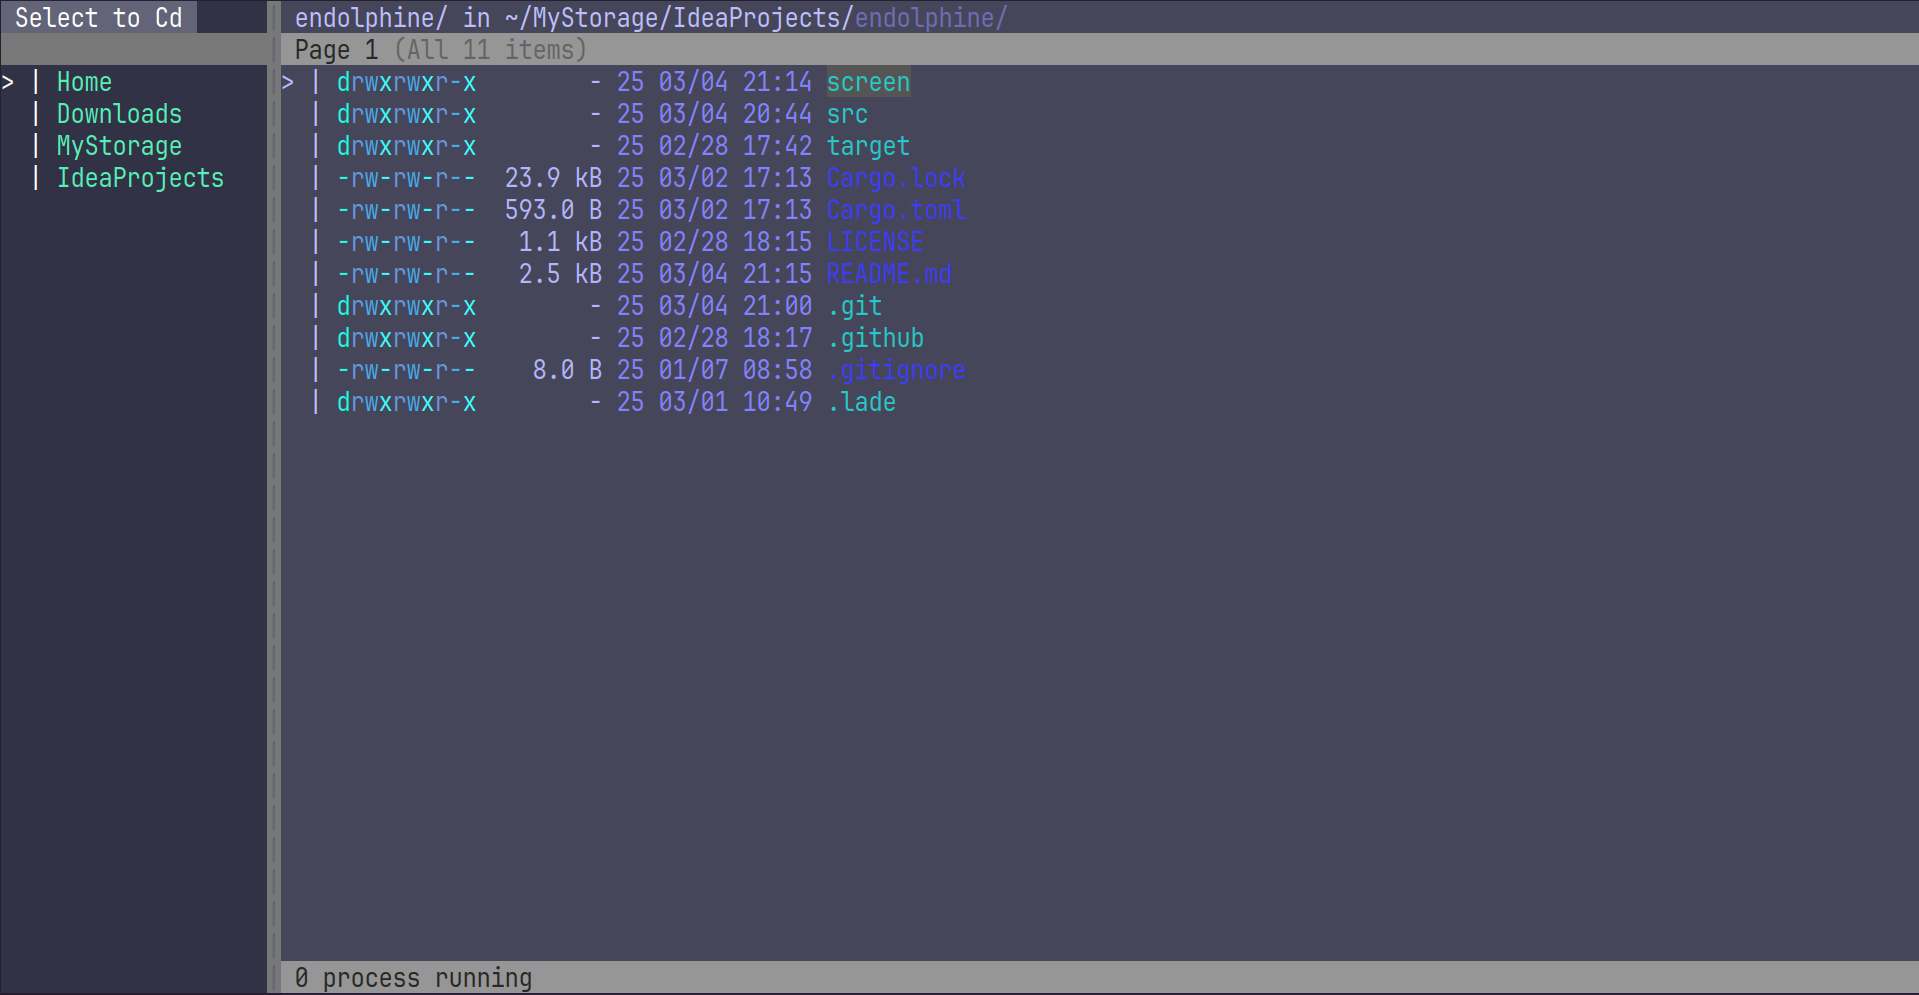 Select to Cd
> | Home
| Downloads
| MyStorage
| IdeaProjects
endolphine/ in ~/MyStorage/IdeaProjects/endolphine/
Page 1 (All 11 items)
> | drwxrwxr-x - 25 03/04 21:14 screen
| drwxrwxr-x - 25 03/04 20:44 src
| drwxrwxr-x - 25 02/28 17:42 target
| -rw-rw-r-- 23.9 kB 25 03/02 17:13 Cargo.lock
| -rw-rw-r-- 593.0 B 25 03/02 17:13 Cargo.toml
| -rw-rw-r-- 1.1 kB 25 02/28 18:15 LICENSE
| -rw-rw-r-- 2.5 kB 25 03/04 21:15 README.md
| drwxrwxr-x - 25 03/04 21:00 .git
| drwxrwxr-x - 25 02/28 18:17 .github
| -rw-rw-r-- 8.0 B 25 01/07 08:58 .gitignore
| drwxrwxr-x - 25 03/01 10:49 .lade
0 process running